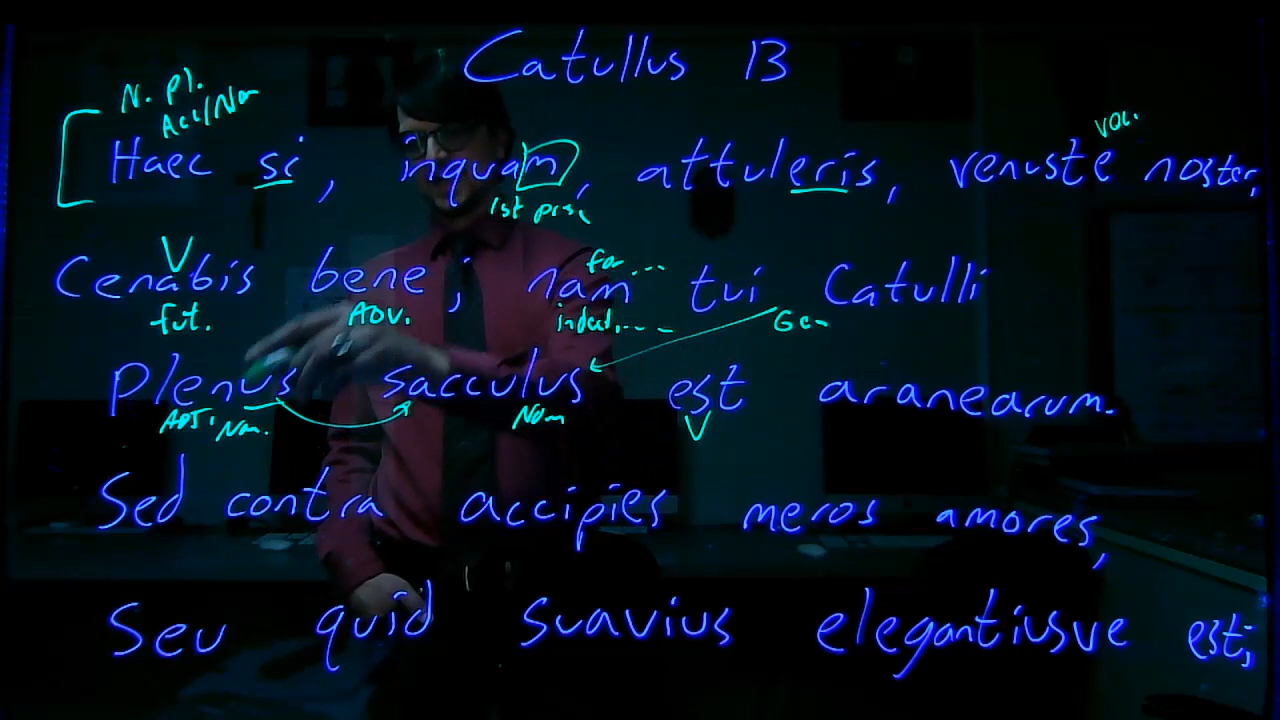 Catullus 13
N. Pl.
Acc/Nom
voc.
Haec si, inquam, attuleris, venuste noster,
1st pers.
V
for...
Cenabis bene; nam tui Catulli
fut. ADV. Gen
Plenus sacculus est aranearum.
ADJ. Nom. Nom V
Sed contra accipies meros amores,
Seu quid suavius elegantiusve est;